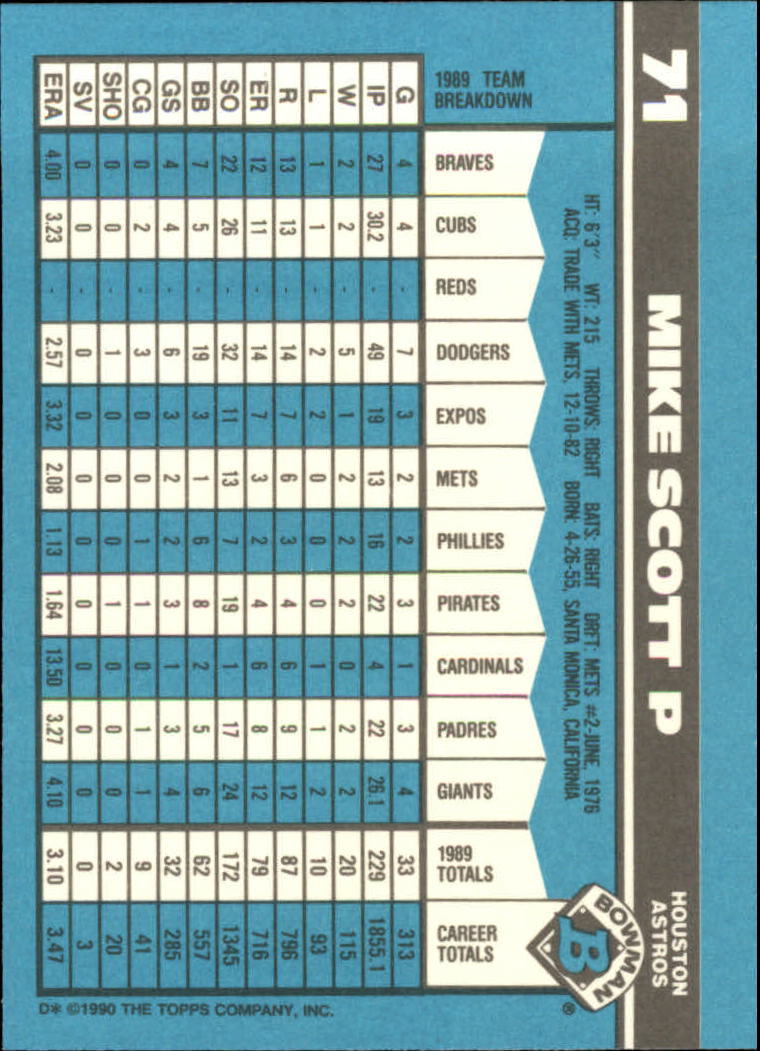 71 MIKE SCOTT P HOUSTON ASTROS
HT: 6'3" WT: 215 THROWS: RIGHT BATS: RIGHT DRFT: METS #2-JUNE, 1976
ACQ: TRADE WITH METS, 12-10-82 BORN: 4-26-55, SANTA MONICA, CALIFORNIA
BOWMAN
B
®
1989 TEAM BREAKDOWN G IP W L R ER SO BB GS CG SHO SV ERA
BRAVES 4 27 2 1 13 12 22 7 4 0 0 0 4.00
CUBS 4 30.2 2 1 13 11 26 5 4 2 0 0 3.23
REDS - - - - - - - - - - - - -
DODGERS 7 49 5 2 14 14 32 19 6 3 1 0 2.57
EXPOS 3 19 1 2 7 7 11 3 3 0 0 0 3.32
METS 2 13 2 0 6 3 13 1 2 0 0 0 2.08
PHILLIES 2 16 2 0 3 2 7 6 2 1 0 0 1.13
PIRATES 3 22 2 0 4 4 19 8 3 1 1 0 1.64
CARDINALS 1 4 0 1 6 6 1 2 1 0 0 0 13.50
PADRES 3 22 2 1 9 8 17 5 3 1 0 0 3.27
GIANTS 4 26.1 2 2 12 12 24 6 4 1 0 0 4.10
1989 TOTALS 33 229 20 10 87 79 172 62 32 9 2 0 3.10
CAREER TOTALS 313 1855.1 115 93 796 716 1345 557 285 41 20 3 3.47
D* ©1990 THE TOPPS COMPANY, INC.